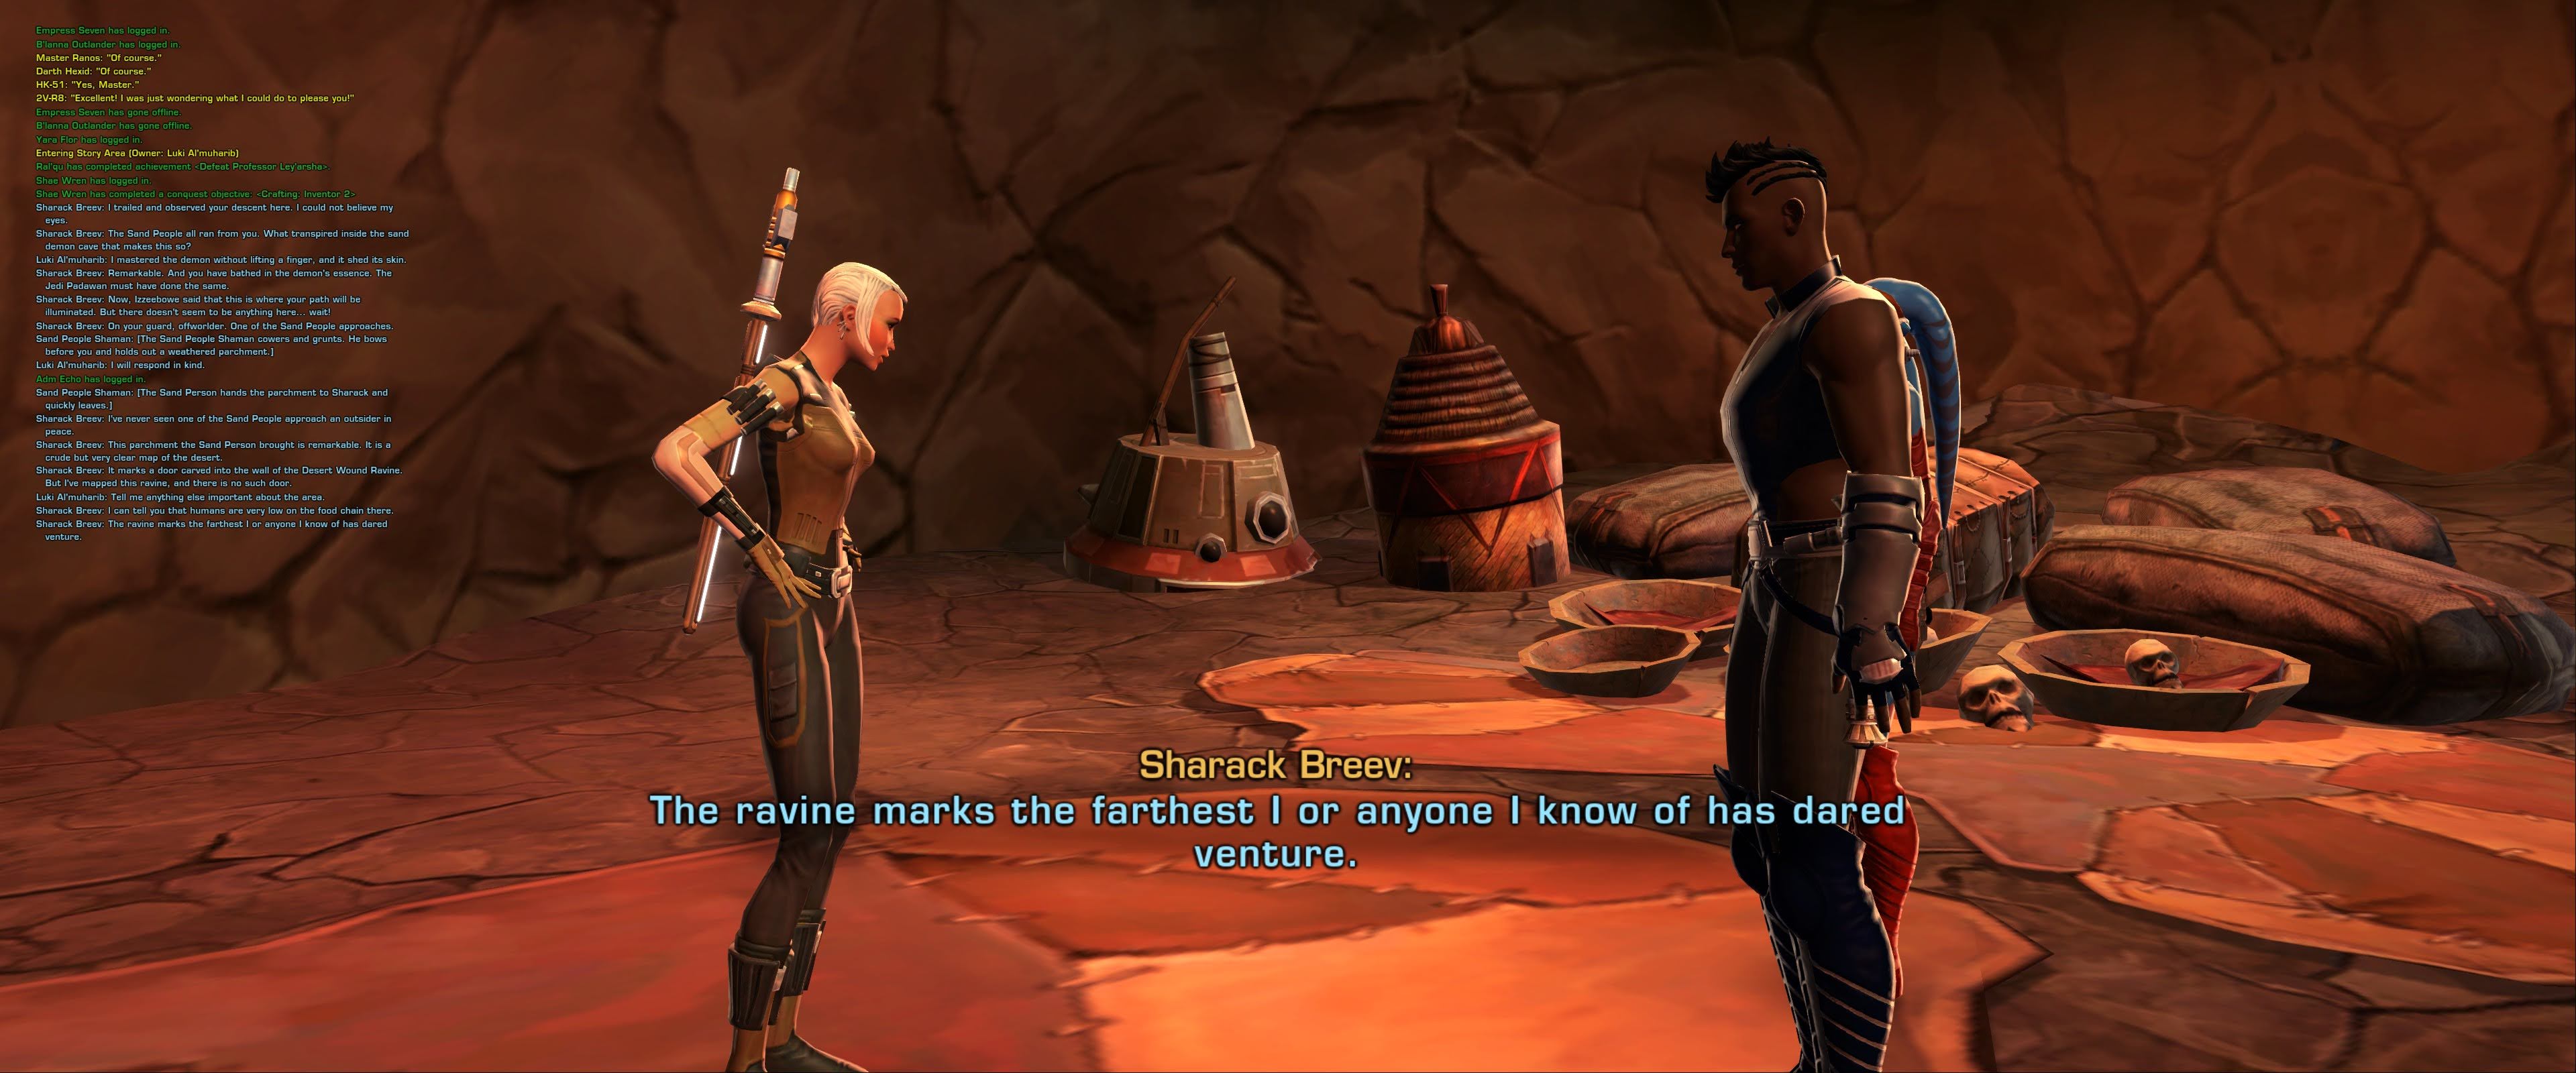 Empress Seven has logged in.
B'lanna Outlander has logged in.
Master Ranos: "Of course."
Darth Hexid: "Of course."
HK-51: "Yes, Master."
2V-R8: "Excellent! I was just wondering what I could do to please you!"
Empress Seven has gone offline.
B'lanna Outlander has gone offline.
Yara Flor has logged in.
Entering Story Area (Owner: Luki Al'muharib)
Ral'qu has completed achievement <Defeat Professor Ley'arsha>.
Shae Wren has logged in.
Shae Wren has completed a conquest objective: <Crafting: Inventor 2>
Sharack Breev: I trailed and observed your descent here. I could not believe my
eyes.
Sharack Breev: The Sand People all ran from you. What transpired inside the sand
demon cave that makes this so?
Luki Al'muharib: I mastered the demon without lifting a finger, and it shed its skin.
Sharack Breev: Remarkable. And you have bathed in the demon's essence. The
Jedi Padawan must have done the same.
Sharack Breev: Now, Izzeebowe said that this is where your path will be
illuminated. But there doesn't seem to be anything here... wait!
Sharack Breev: On your guard, offworlder. One of the Sand People approaches.
Sand People Shaman: [The Sand People Shaman cowers and grunts. He bows
before you and holds out a weathered parchment.]
Luki Al'muharib: I will respond in kind.
Adm Echo has logged in.
Sand People Shaman: [The Sand Person hands the parchment to Sharack and
quickly leaves.]
Sharack Breev: I've never seen one of the Sand People approach an outsider in
peace.
Sharack Breev: This parchment the Sand Person brought is remarkable. It is a
crude but very clear map of the desert.
Sharack Breev: It marks a door carved into the wall of the Desert Wound Ravine.
But I've mapped this ravine, and there is no such door.
Luki Al'muharib: Tell me anything else important about the area.
Sharack Breev: I can tell you that humans are very low on the food chain there.
Sharack Breev: The ravine marks the farthest I or anyone I know of has dared
venture.
Sharack Breev:
The ravine marks the farthest I or anyone I know of has dared
venture.